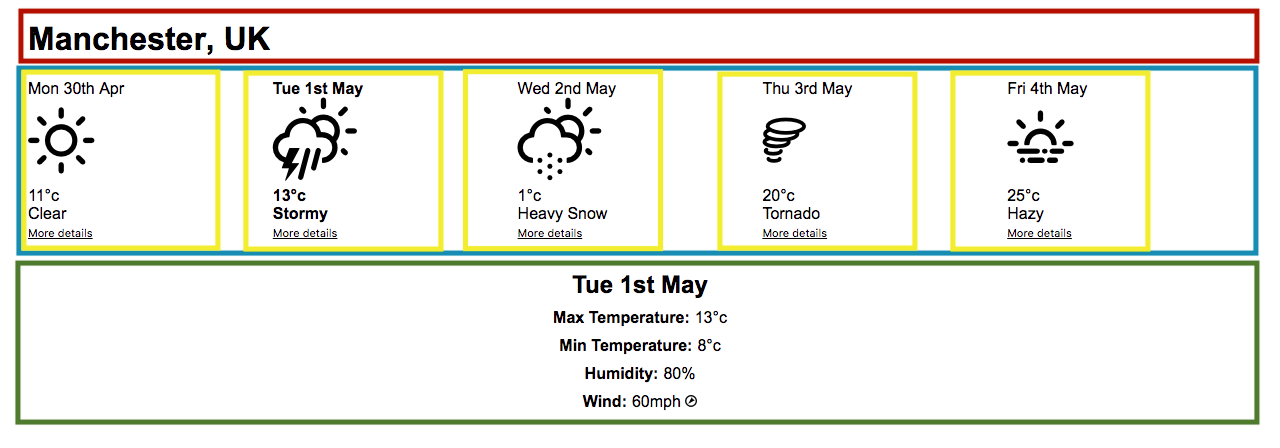 Manchester, UK
Mon 30th Apr
11°c
Clear
More details
Tue 1st May
13°c
Stormy
More details
Wed 2nd May
1°c
Heavy Snow
More details
Thu 3rd May
20°c
Tornado
More details
Fri 4th May
25°c
Hazy
More details
Tue 1st May
Max Temperature: 13°c
Min Temperature: 8°c
Humidity: 80%
Wind: 60mph